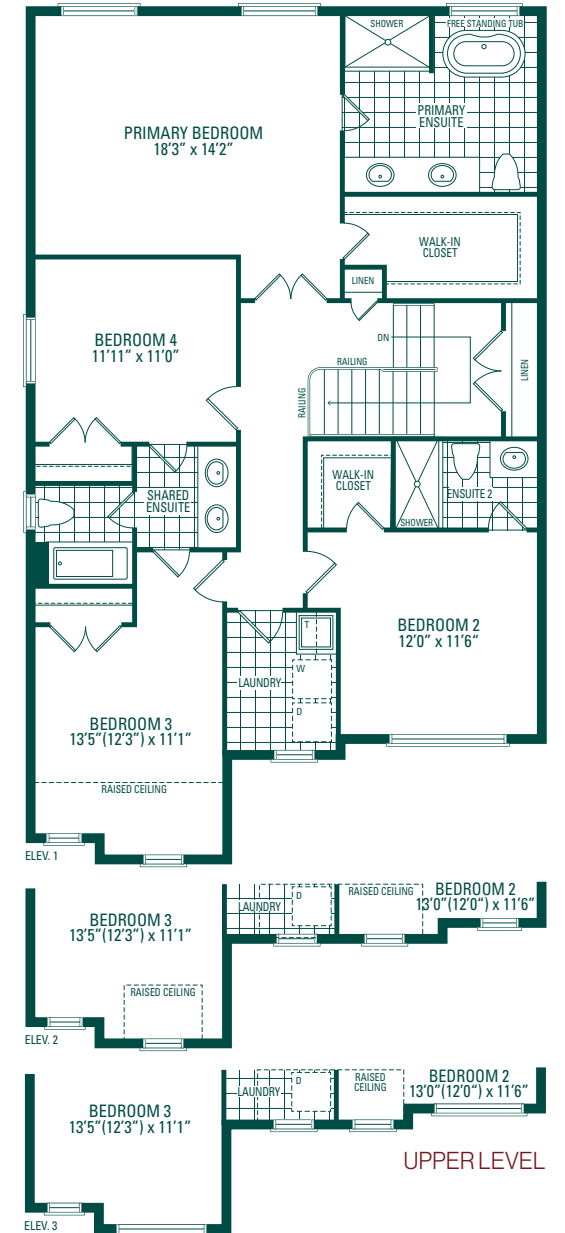 SHOWER
FREE STANDING TUB
PRIMARY BEDROOM
18'3" x 14'2"
PRIMARY
ENSUITE
WALK-IN
CLOSET
LINEN
DN
BEDROOM 4
11'11" x 11'0"
RAILING
RAILING
LINEN
WALK-IN
CLOSET
SHARED
ENSUITE
ENSUITE 2
SHOWER
T
BEDROOM 2
12'0" x 11'6"
W
LAUNDRY
D
BEDROOM 3
13'5"(12'3") x 11'1"
RAISED CEILING
ELEV. 1
D
RAISED CEILING
BEDROOM 2
13'0"(12'0") x 11'6"
LAUNDRY
BEDROOM 3
13'5"(12'3") x 11'1"
RAISED CEILING
ELEV. 2
D
RAISED
CEILING
BEDROOM 2
13'0"(12'0") x 11'6"
LAUNDRY
BEDROOM 3
13'5"(12'3") x 11'1"
UPPER LEVEL
ELEV. 3